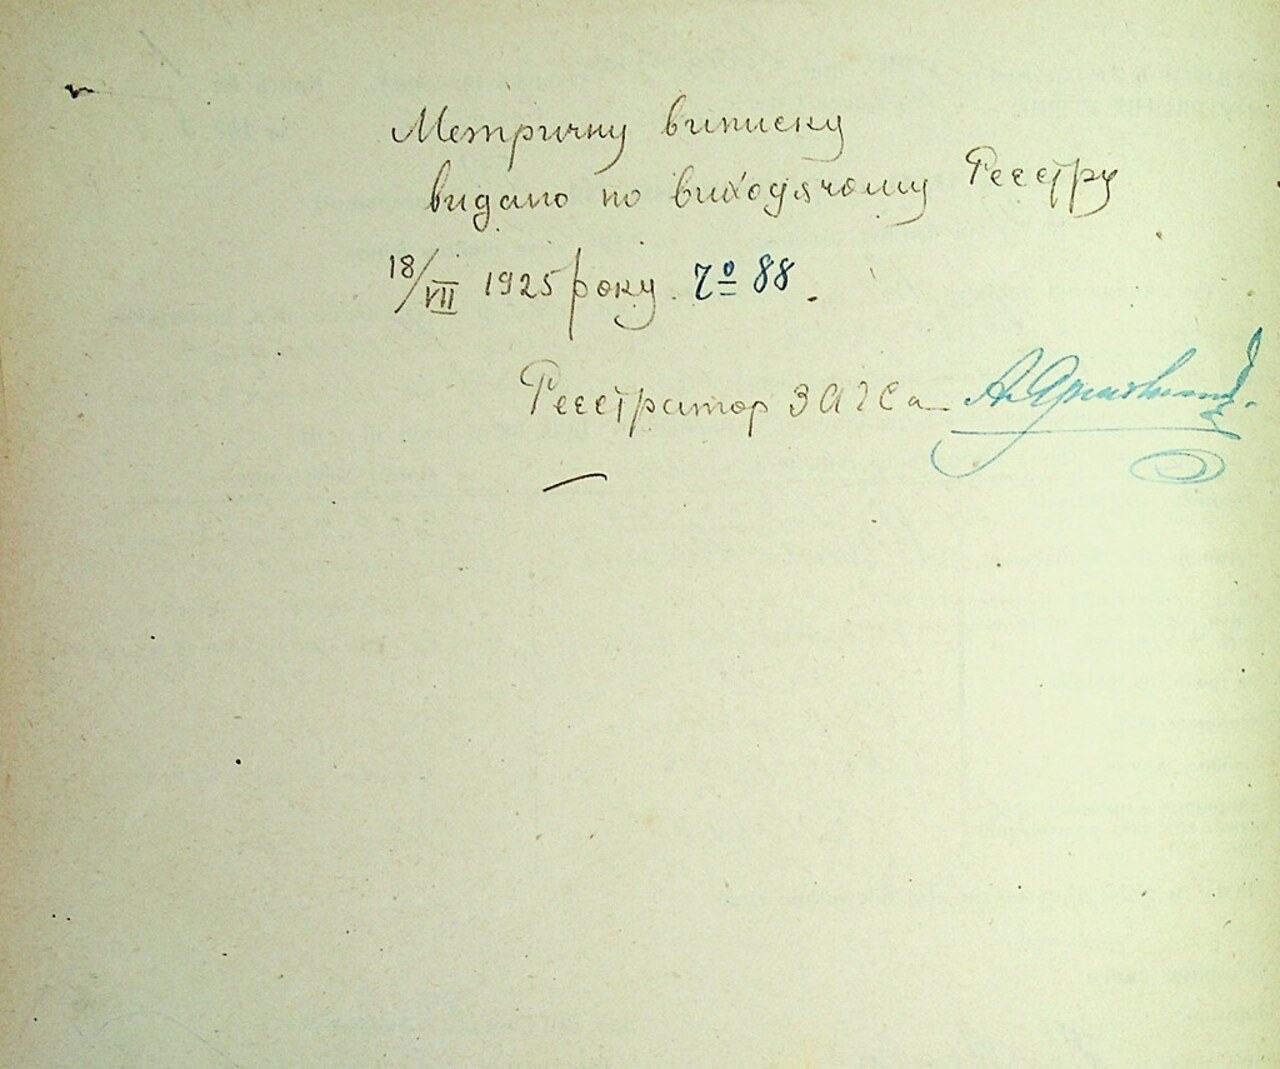 Метричну виписку
видано по виходячому Реєстру
18/VII 1925 року. № 88.
Реєстратор ЗАГСа